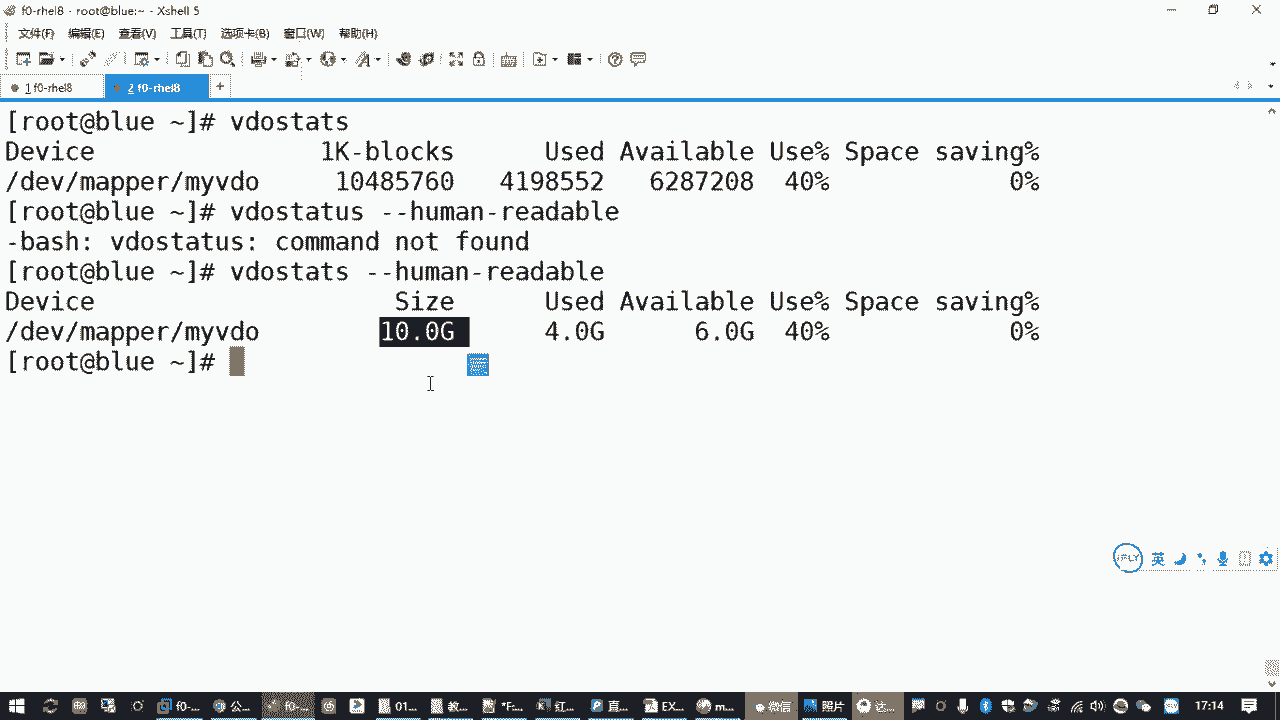 f0-rhel8 - root@blue:~ - Xshell 5
文件(F) 编辑(E) 查看(V) 工具(T) 选项卡(B) 窗口(W) 帮助(H)
1 f0-rhel8 2 f0-rhel8 +
[root@blue ~]# vdostats
Device 1K-blocks Used Available Use% Space saving%
/dev/mapper/myvdo 10485760 4198552 6287208 40% 0%
[root@blue ~]# vdostatus --human-readable
-bash: vdostatus: command not found
[root@blue ~]# vdostats --human-readable
Device Size Used Available Use% Space saving%
/dev/mapper/myvdo 10.0G 4.0G 6.0G 40% 0%
[root@blue ~]#
iFLY 英
f0-... 公... f0-... 01... 教... *F... 红... 直... EX... m... 微信 照片 达... 17:14